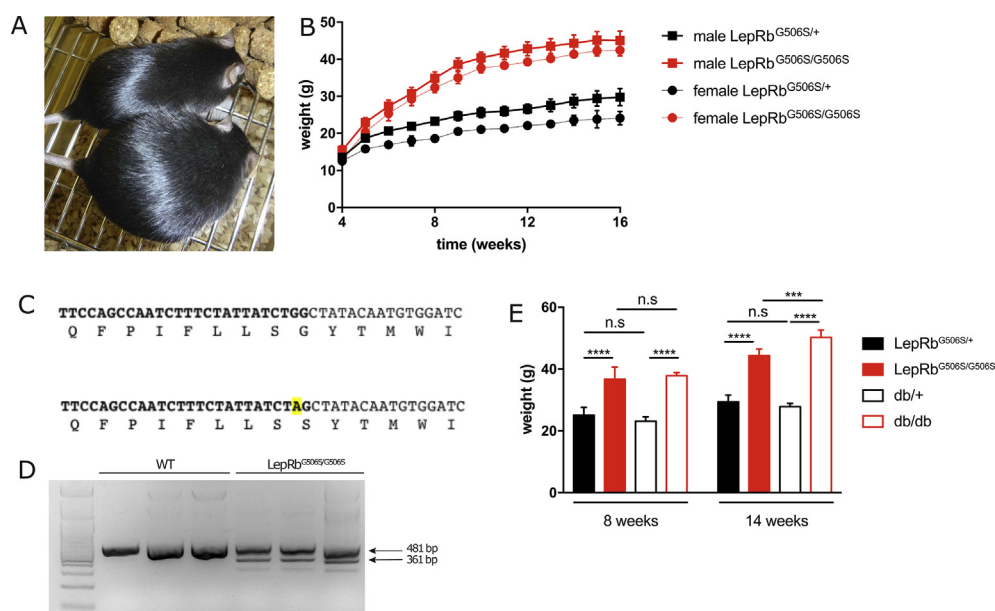 A
B
weight (g)
60
50
40
30
20
10
0
4
8
12
16
time (weeks)
male LepRb^G506S/+
male LepRb^G506S/G506S
female LepRb^G506S/+
female LepRb^G506S/G506S
C
TTCCAGCCAATCTTTCTATTATCTGGCTATACAATGTGGATC
Q F P I F L L S G Y T M W I
TTCCAGCCAATCTTTCTATTATCTAGCTATACAATGTGGATC
Q F P I F L L S S Y T M W I
D
WT
LepRb^G506S/G506S
481 bp
361 bp
E
weight (g)
60
40
20
0
n.s
n.s
****
****
n.s
***
****
****
8 weeks
14 weeks
LepRb^G506S/+
LepRb^G506S/G506S
db/+
db/db